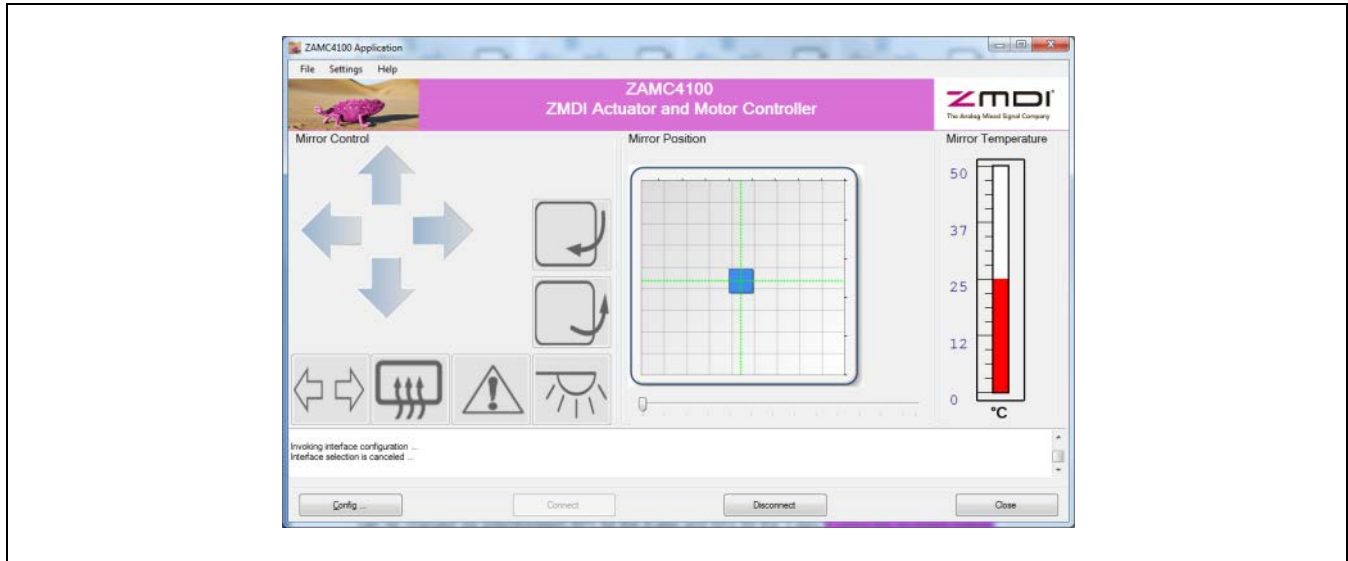 ZAMC4100 Application
File Settings Help
ZAMC4100
ZMDI Actuator and Motor Controller
ZMDI
The Analog Mixed Signal Company
Mirror Control
Mirror Position
Mirror Temperature
50
37
25
12
0
°C
Invoking interface configuration ...
Interface selection is canceled ...
Config ...
Connect
Disconnect
Close